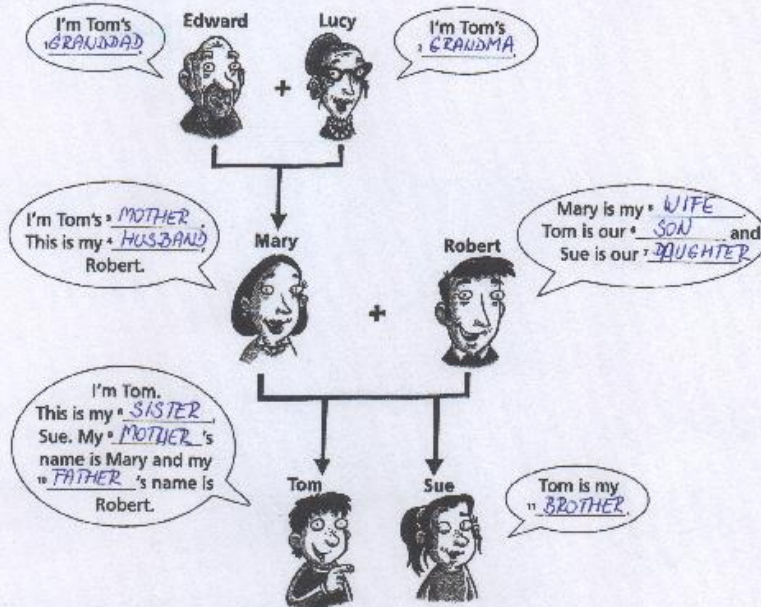 I'm Tom's
1 GRANDDAD.
Edward
Lucy
I'm Tom's
2 GRANDMA.
+
I'm Tom's 3 MOTHER.
This is my 4 HUSBAND,
Robert.
Mary
Robert
Mary is my 5 WIFE
Tom is our 6 SON and
Sue is our 7 DAUGHTER
+
I'm Tom.
This is my 8 SISTER,
Sue. My 9 MOTHER's
name is Mary and my
10 FATHER's name is
Robert.
Tom
Sue
Tom is my
11 BROTHER.